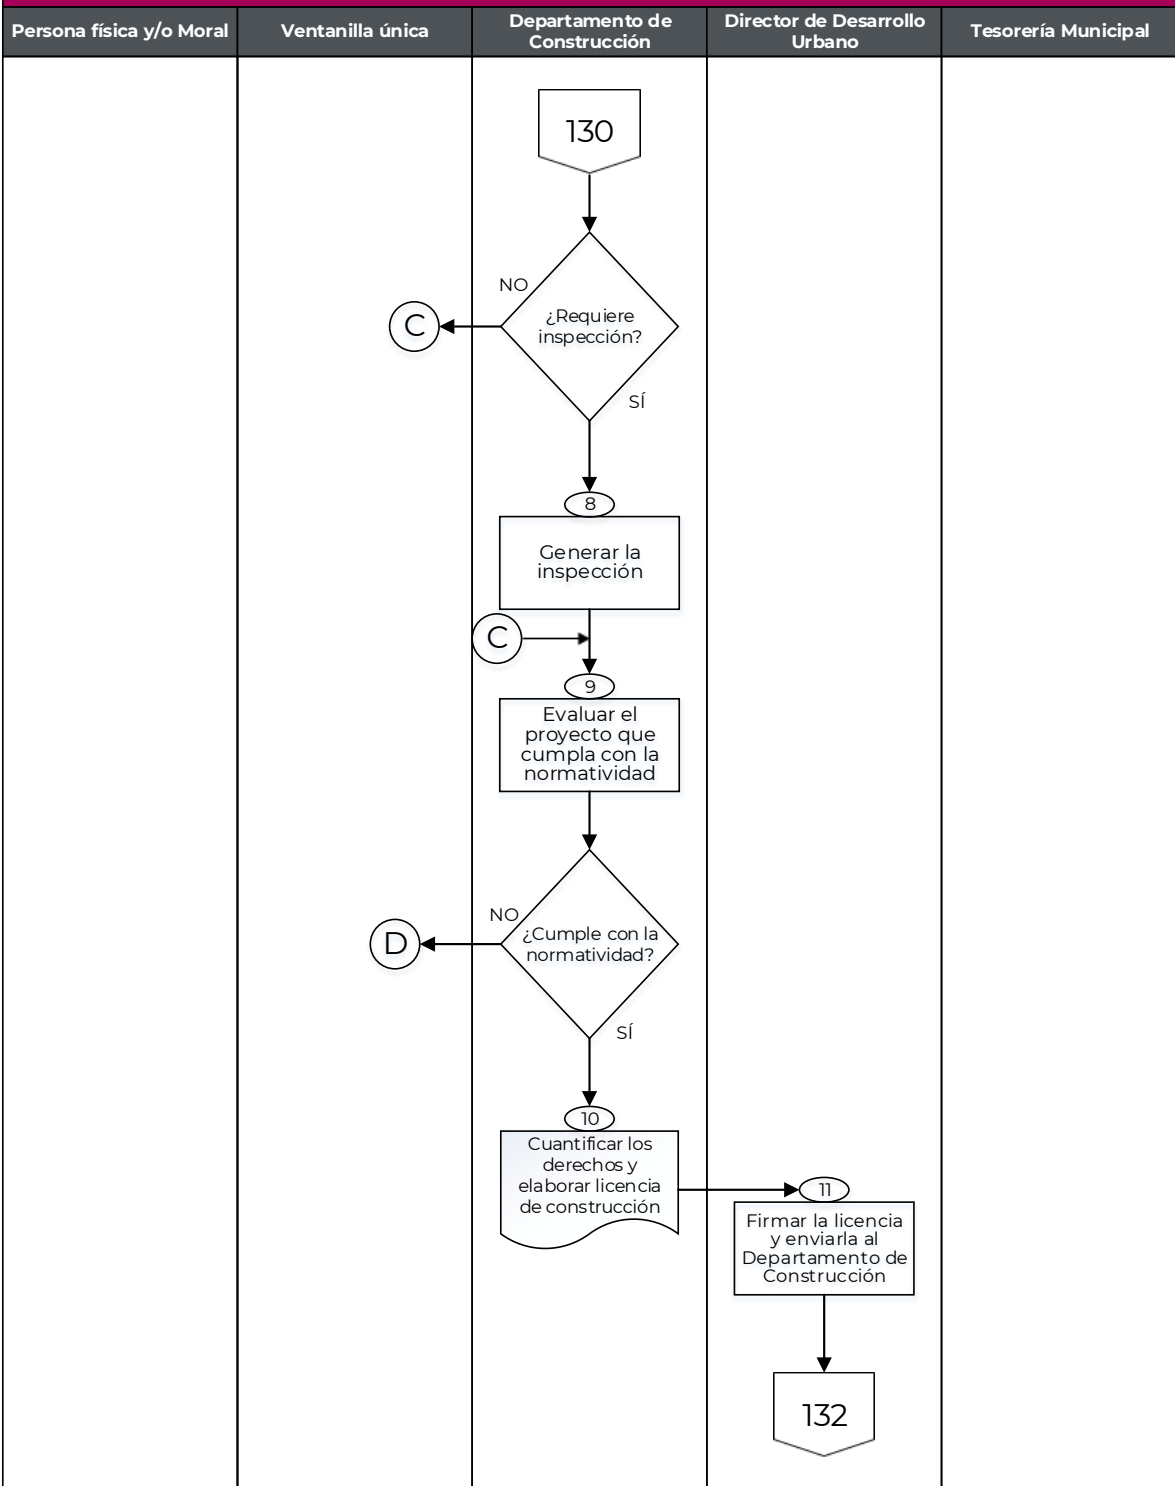 Persona física y/o Moral
Ventanilla única
Departamento de
Construcción
Director de Desarrollo
Urbano
Tesorería Municipal
130
NO
¿Requiere
inspección?
C
SÍ
8
Generar la
inspección
C
9
Evaluar el
proyecto que
cumpla con la
normatividad
NO
¿Cumple con la
normatividad?
D
SÍ
10
Cuantificar los
derechos y
elaborar licencia
de construcción
11
Firmar la licencia
y enviarla al
Departamento de
Construcción
132